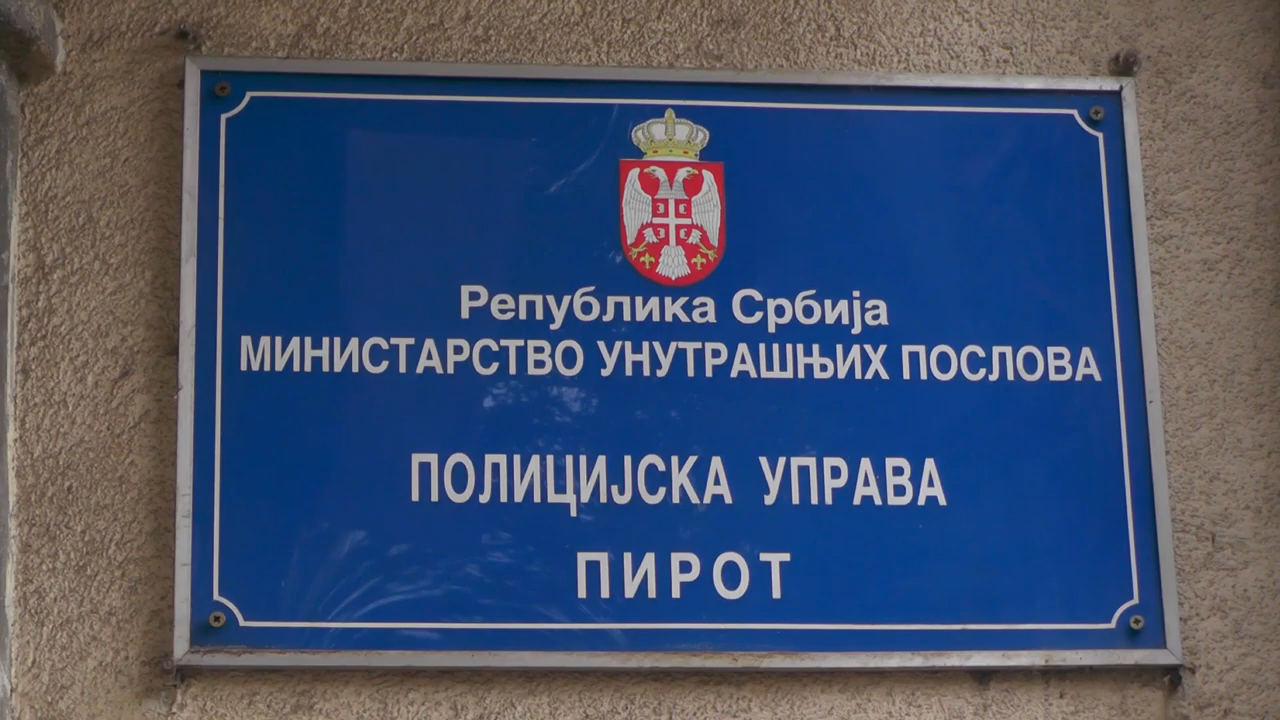 Република Србија
МИНИСТАРСТВО УНУТРАШЊИХ ПОСЛОВА
ПОЛИЦИЈСКА УПРАВА
ПИРОТ